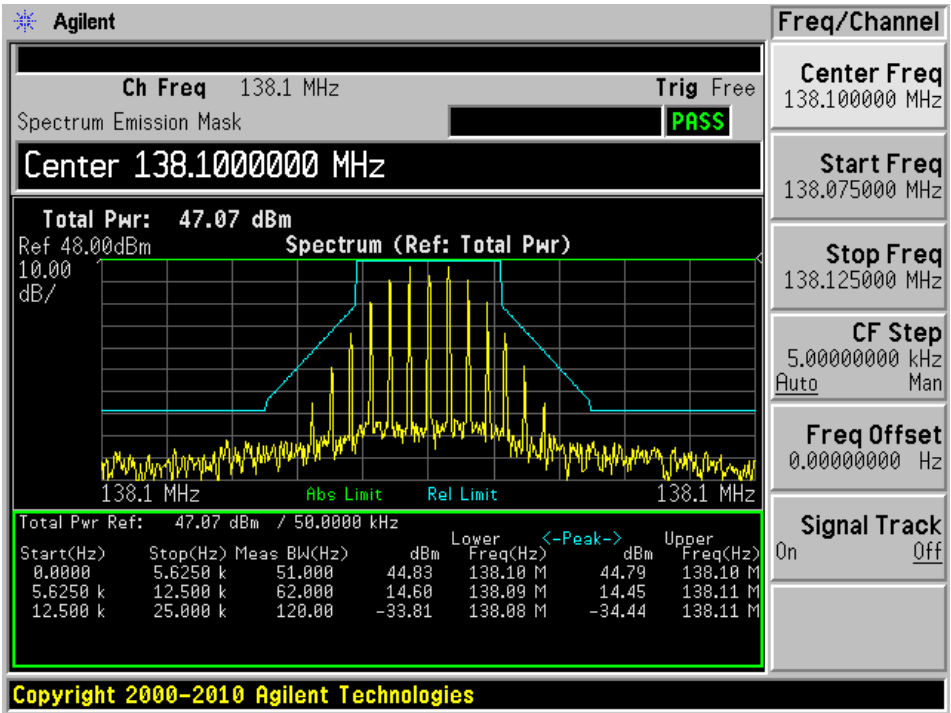 Agilent
Freq/Channel
Ch Freq 138.1 MHz Trig Free
Spectrum Emission Mask PASS
Center 138.1000000 MHz
Total Pwr: 47.07 dBm
Ref 48.00dBm Spectrum (Ref: Total Pwr)
10.00
dB/
138.1 MHz Abs Limit Rel Limit 138.1 MHz
Total Pwr Ref: 47.07 dBm / 50.0000 kHz
Lower <-Peak-> Upper
Start(Hz) Stop(Hz) Meas BW(Hz) dBm Freq(Hz) dBm Freq(Hz)
0.0000 5.6250 k 51.000 44.83 138.10 M 44.79 138.10 M
5.6250 k 12.500 k 62.000 14.60 138.09 M 14.45 138.11 M
12.500 k 25.000 k 120.00 -33.81 138.08 M -34.44 138.11 M
Copyright 2000-2010 Agilent Technologies
Center Freq
138.100000 MHz
Start Freq
138.075000 MHz
Stop Freq
138.125000 MHz
CF Step
5.00000000 kHz
Auto Man
Freq Offset
0.00000000 Hz
Signal Track
On Off